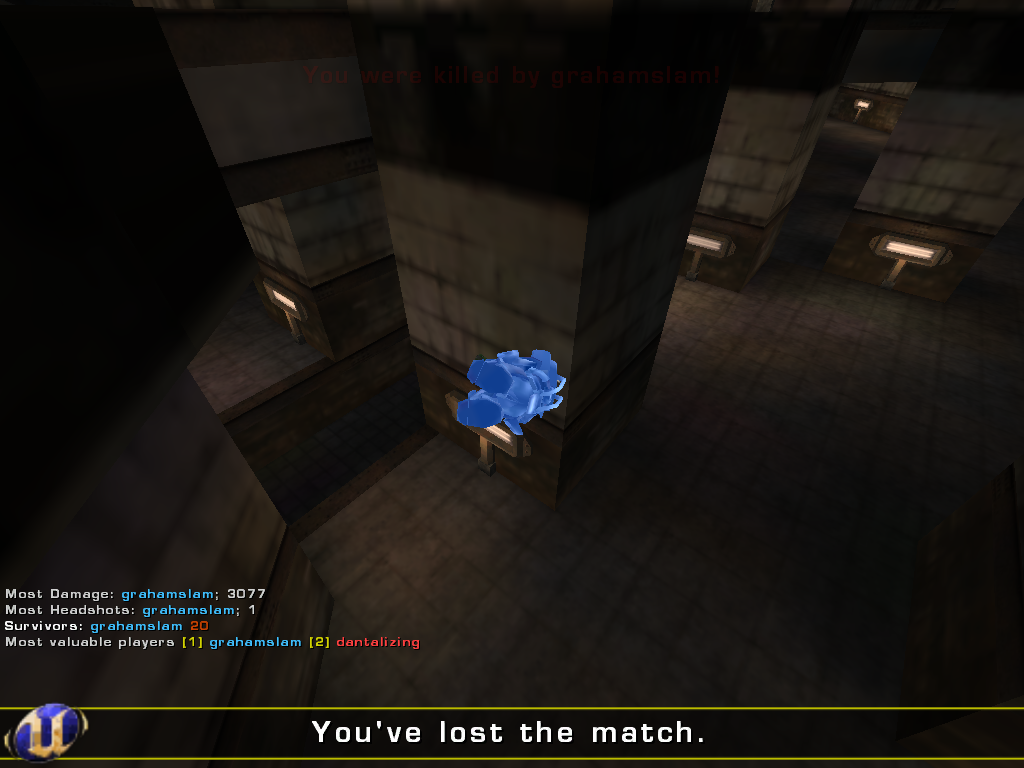 You were killed by grahamslam!
Most Damage: grahamslam; 3077
Most Headshots: grahamslam; 1
Survivors: grahamslam 20
Most valuable players [1] grahamslam [2] dantalizing
You've lost the match.